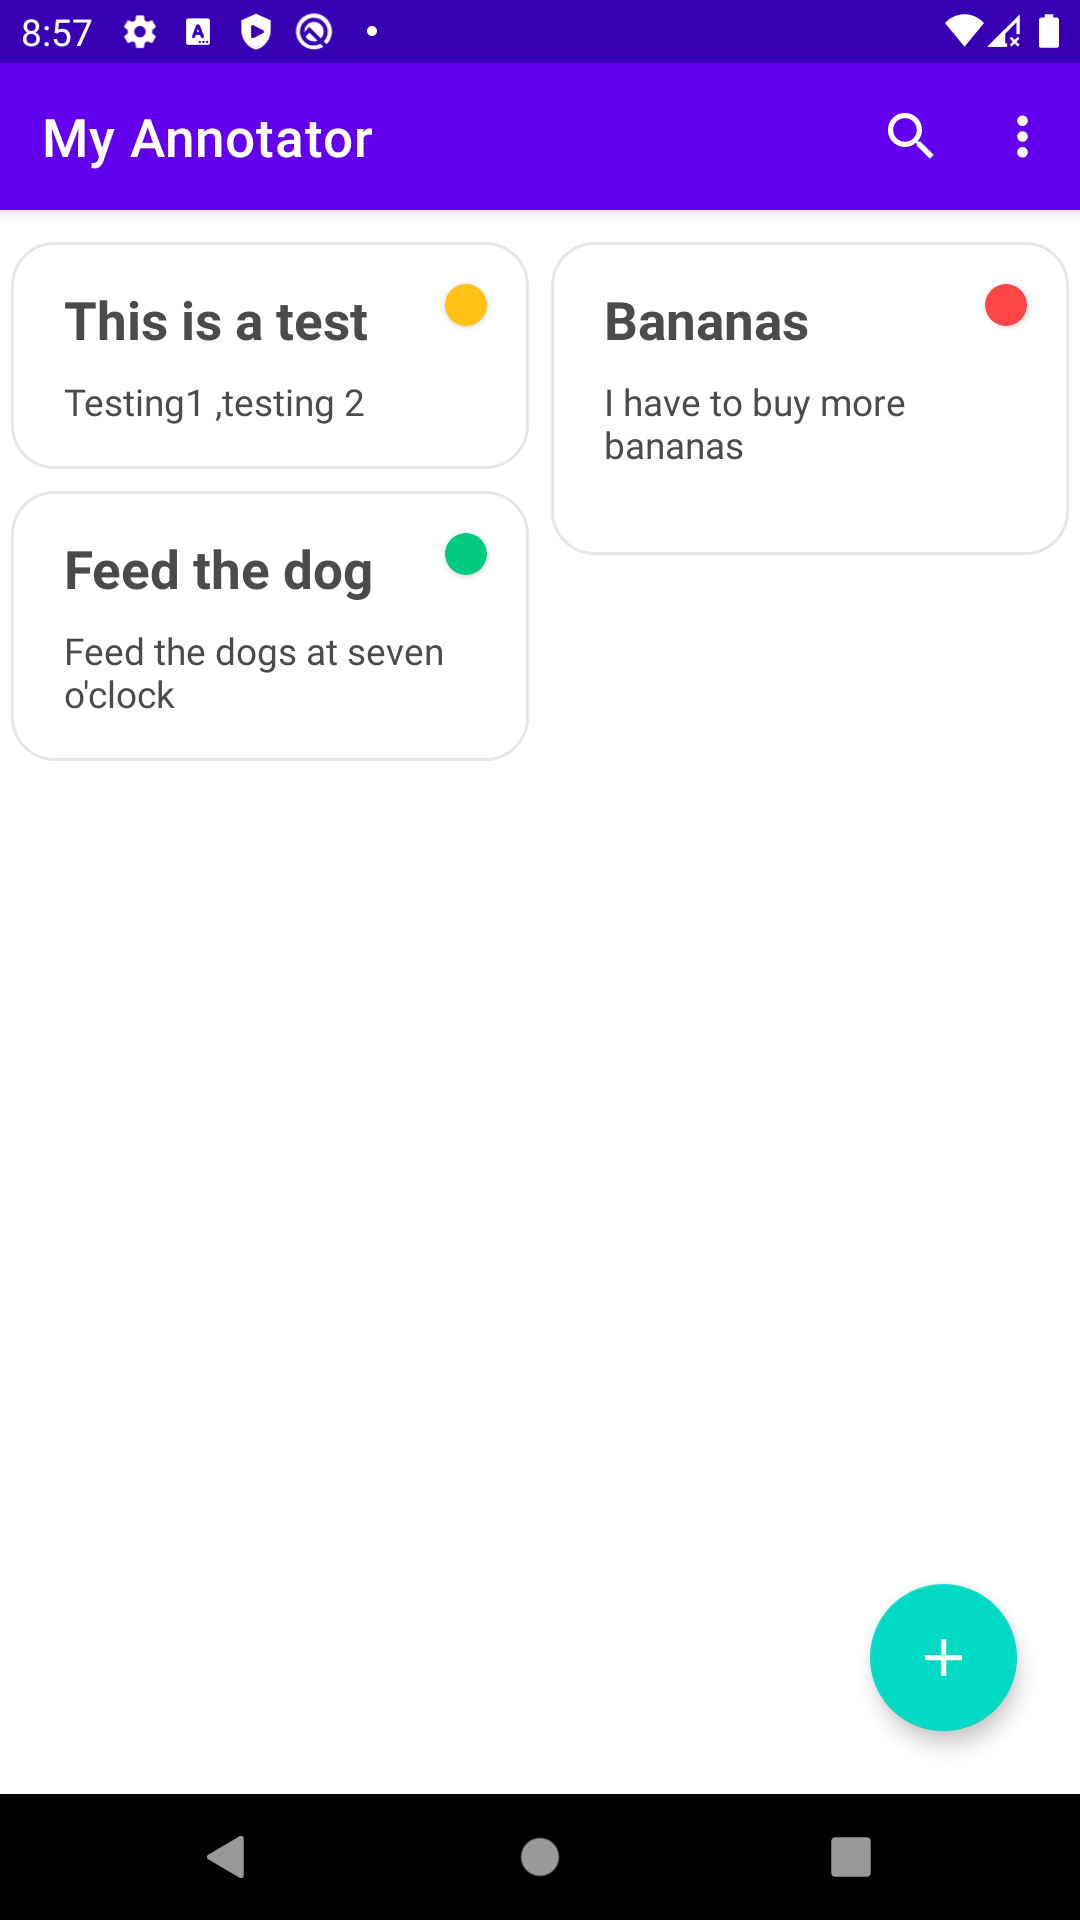 8:57
My Annotator
This is a test
Testing1 ,testing 2
Bananas
I have to buy more
bananas
Feed the dog
Feed the dogs at seven
o'clock